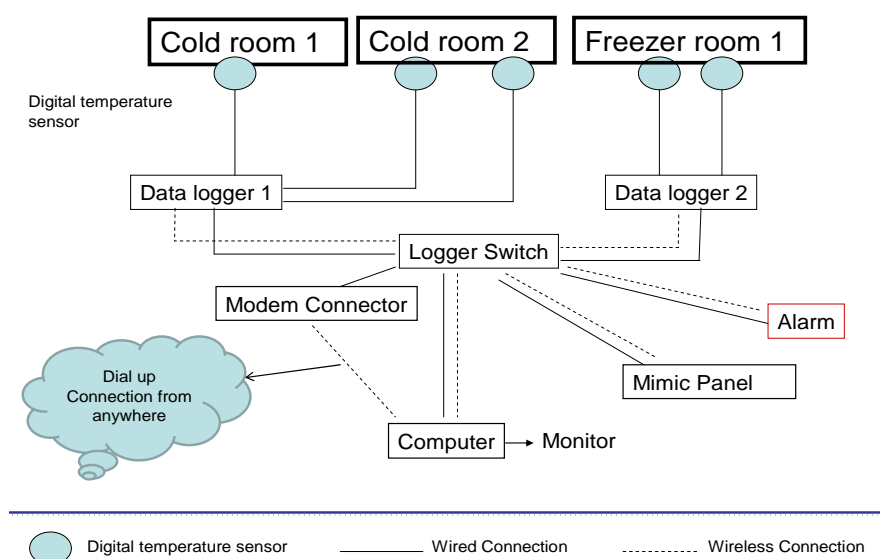 Cold room 1
Cold room 2
Freezer room 1
Digital temperature
sensor
Data logger 1
Data logger 2
Logger Switch
Modem Connector
Alarm
Dial up
Connection from
anywhere
Mimic Panel
Computer
Monitor
Digital temperature sensor
Wired Connection
Wireless Connection